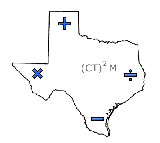 +
(CT)² M
× ÷
−